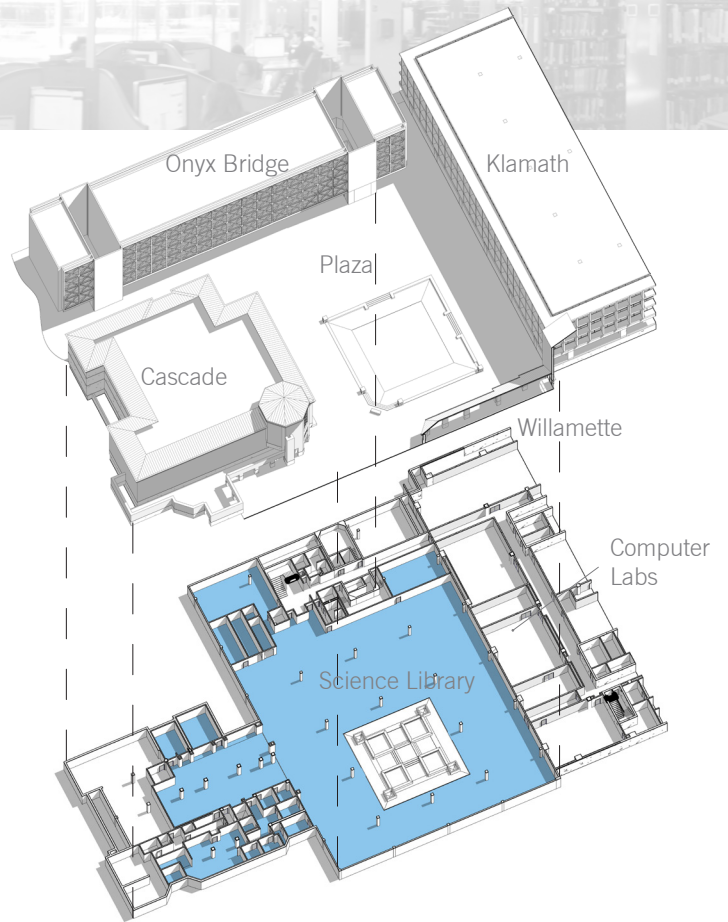 Onyx Bridge
Klamath
Plaza
Cascade
Willamette
Computer
Labs
Science Library